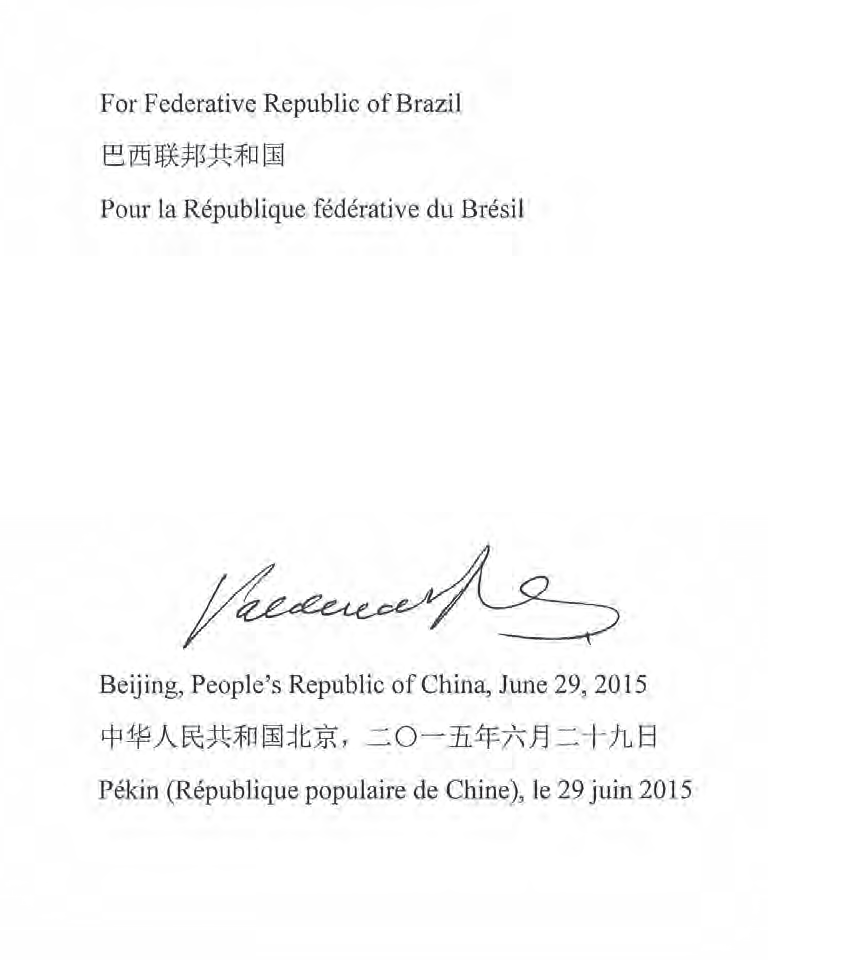 For Federative Republic of Brazil
巴西联邦共和国
Pour la République fédérative du Brésil
Beijing, People’s Republic of China, June 29, 2015
中华人民共和国北京，二〇一五年六月二十九日
Pékin (République populaire de Chine), le 29 juin 2015